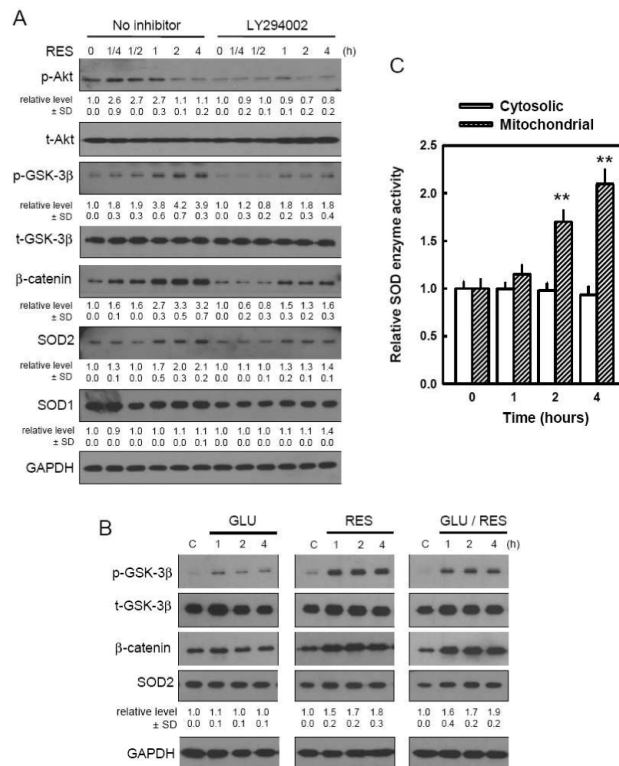 A
No inhibitor LY294002
RES 0 1/4 1/2 1 2 4 0 1/4 1/2 1 2 4 (h)
p-Akt
relative level 1.0 2.6 2.7 2.7 1.1 1.1 1.0 0.9 1.0 0.9 0.7 0.8
± SD 0.0 0.9 0.0 0.3 0.1 0.2 0.0 0.2 0.1 0.1 0.2 0.2
t-Akt
p-GSK-3β
relative level 1.0 1.8 1.9 3.8 4.2 3.9 1.0 1.2 0.8 1.8 1.8 1.8
± SD 0.0 0.3 0.3 0.6 0.7 0.3 0.0 0.3 0.2 0.3 0.3 0.4
t-GSK-3β
β-catenin
relative level 1.0 1.6 1.6 2.7 3.3 3.2 1.0 0.6 0.8 1.5 1.3 1.6
± SD 0.0 0.1 0.0 0.3 0.5 0.7 0.0 0.2 0.3 0.3 0.2 0.3
SOD2
relative level 1.0 1.3 1.0 1.7 2.0 2.1 1.0 1.1 1.0 1.3 1.3 1.4
± SD 0.0 0.1 0.0 0.5 0.3 0.2 0.0 0.0 0.1 0.2 0.1 0.1
SOD1
relative level 1.0 0.9 1.0 1.0 1.1 1.1 1.0 1.0 1.0 1.1 1.1 1.4
± SD 0.0 0.0 0.0 0.0 0.0 0.1 0.0 0.0 0.0 0.0 0.0 0.0
GAPDH
C
Cytosolic
Mitochondrial
Relative SOD enzyme activity
2.5
2.0
1.5
1.0
0.5
0.0
** **
0 1 2 4
Time (hours)
B
GLU RES GLU / RES
C 1 2 4 C 1 2 4 C 1 2 4 (h)
p-GSK-3β
t-GSK-3β
β-catenin
SOD2
relative level 1.0 1.1 1.0 1.0 1.0 1.5 1.7 1.8 1.0 1.6 1.7 1.9
± SD 0.0 0.1 0.1 0.1 0.0 0.2 0.2 0.3 0.0 0.4 0.2 0.2
GAPDH